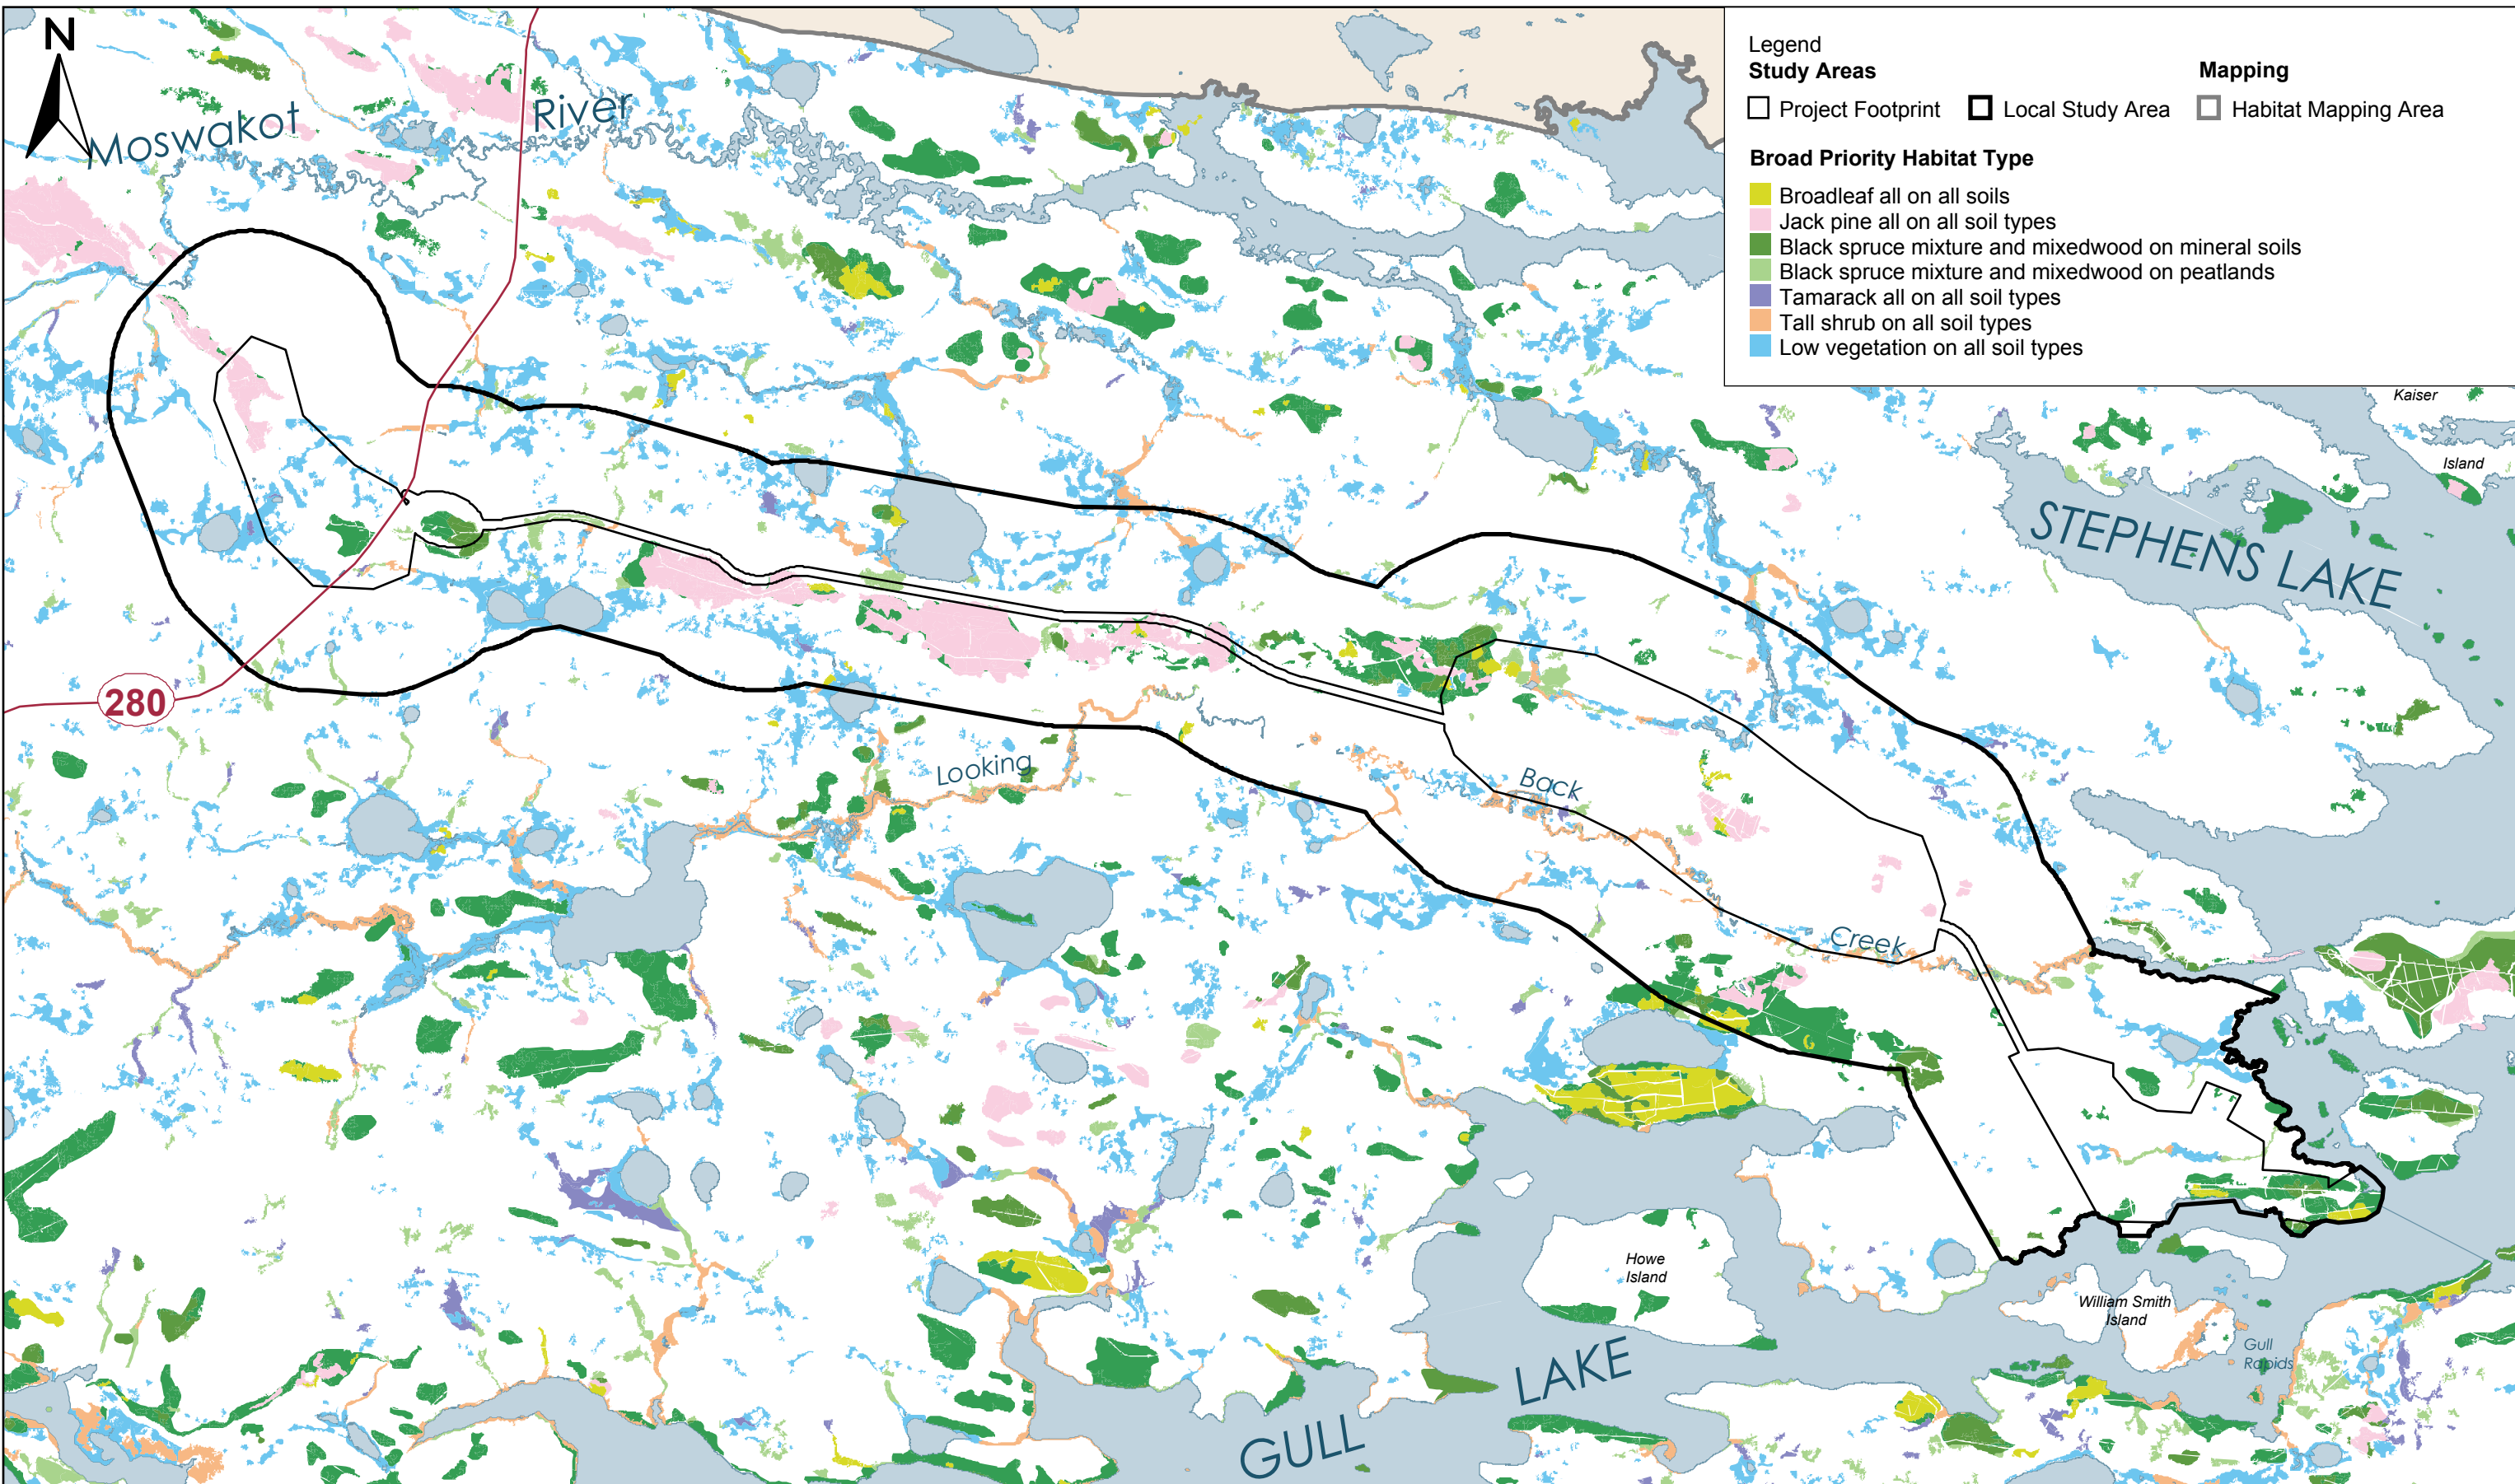 N
Moswakot
River
Legend
Study Areas
Mapping
Project Footprint
Local Study Area
Habitat Mapping Area
Broad Priority Habitat Type
Broadleaf all on all soils
Jack pine all on all soil types
Black spruce mixture and mixedwood on mineral soils
Black spruce mixture and mixedwood on peatlands
Tamarack all on all soil types
Tall shrub on all soil types
Low vegetation on all soil types
Kaiser
Island
STEPHENS LAKE
280
Looking
Back
Creek
Howe
Island
William Smith
Island
Gull
Rapids
GULL
LAKE